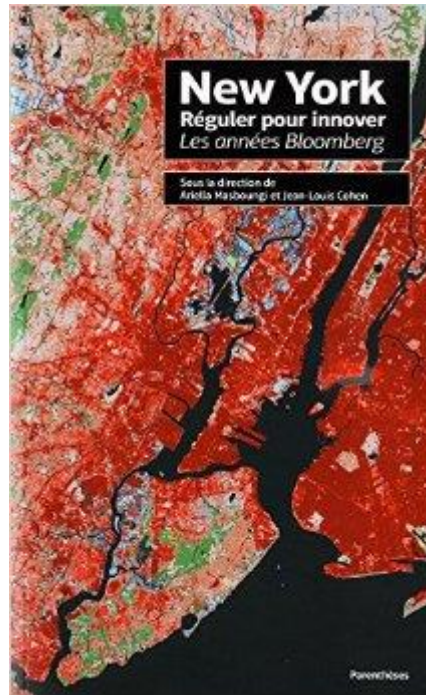 New York
Réguler pour innover
Les années Bloomberg
Sous la direction de
Ariella Masboungi et Jean-Louis Cohen
Parenthèses